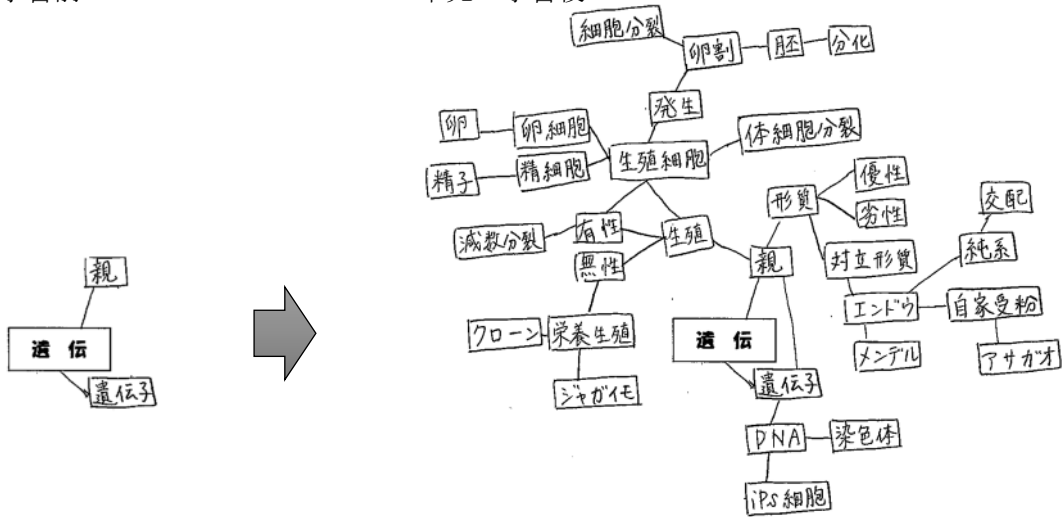 親
遺 伝
遺伝子
細胞分裂
卵割
胚
分化
発生
卵
卵細胞
体細胞分裂
生殖細胞
精子
精細胞
形質
優性
劣性
交配
減数分裂
有性
生殖
無性
親
対立形質
純系
エンドウ
自家受粉
クローン
栄養生殖
遺 伝
メンデル
アサガオ
ジャガイモ
遺伝子
DNA
染色体
iPS細胞